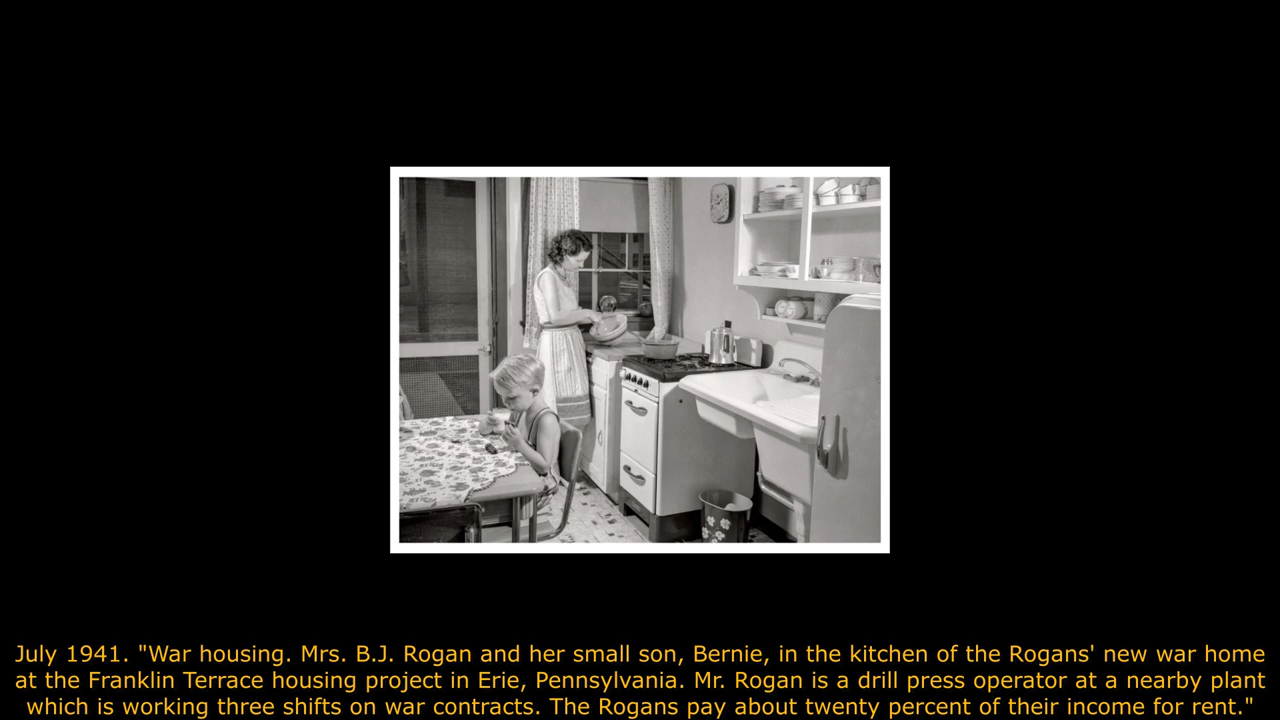 July 1941. "War housing. Mrs. B.J. Rogan and her small son, Bernie, in the kitchen of the Rogans' new war home
at the Franklin Terrace housing project in Erie, Pennsylvania. Mr. Rogan is a drill press operator at a nearby plant
which is working three shifts on war contracts. The Rogans pay about twenty percent of their income for rent."